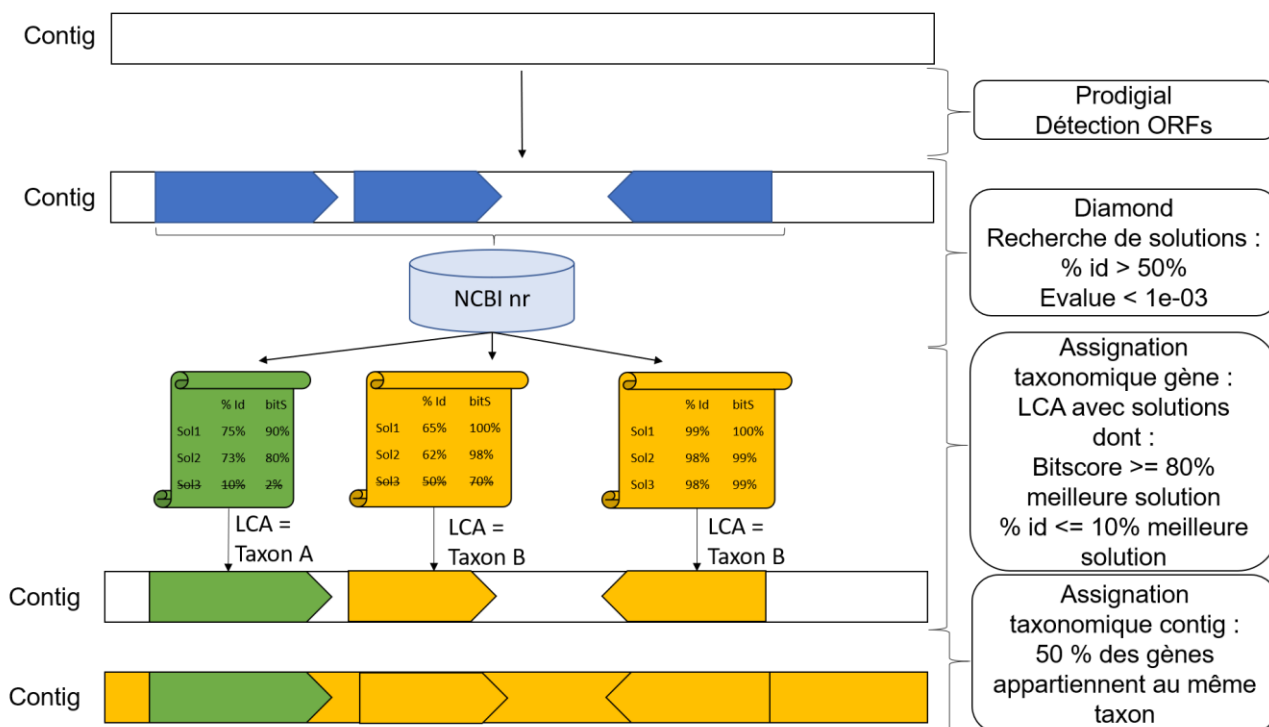 Contig
Prodigial
Détection ORFs
Contig
Diamond
Recherche de solutions :
% id > 50%
Evalue < 1e-03
NCBI nr
% Id bitS
Sol1 75% 90%
Sol2 73% 80%
Sol3 10% 2%
% Id bitS
Sol1 65% 100%
Sol2 62% 98%
Sol3 50% 70%
% Id bitS
Sol1 99% 100%
Sol2 98% 99%
Sol3 98% 99%
Assignation
taxonomique gène :
LCA avec solutions
dont :
Bitscore >= 80%
meilleure solution
% id <= 10% meilleure
solution
LCA =
Taxon A
LCA =
Taxon B
LCA =
Taxon B
Contig
Assignation
taxonomique contig :
50 % des gènes
appartiennent au même
taxon
Contig